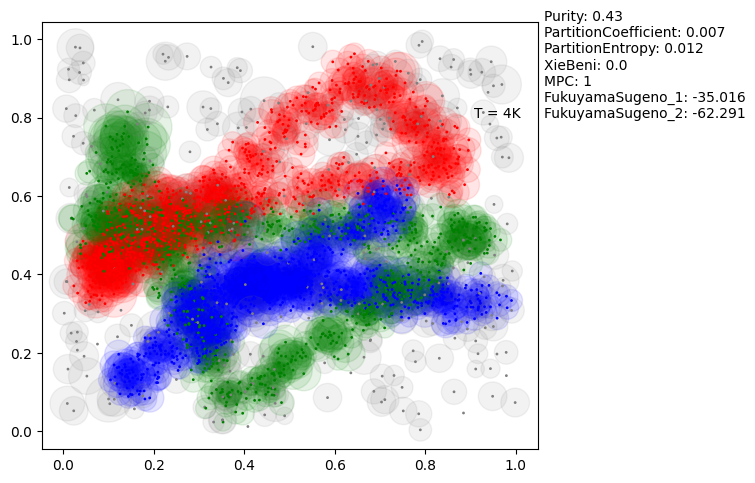 Purity: 0.43
PartitionCoefficient: 0.007
PartitionEntropy: 0.012
XieBeni: 0.0
MPC: 1
FukuyamaSugeno_1: -35.016
FukuyamaSugeno_2: -62.291
T = 4K
1.0
0.8
0.6
0.4
0.2
0.0
0.0 0.2 0.4 0.6 0.8 1.0